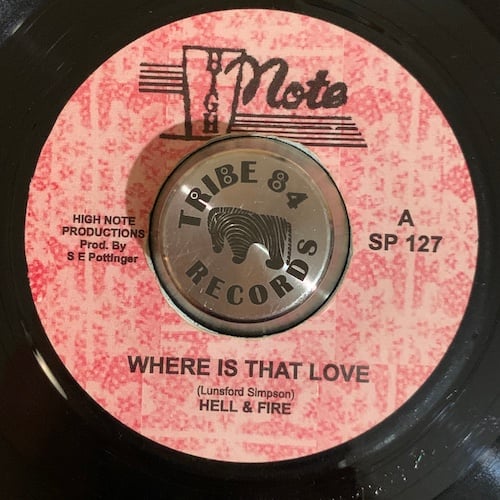 HIGH Note
TRIBE 84
RECORDS
HIGH NOTE
PRODUCTIONS
Prod. By
S E Pottinger
A
SP 127
WHERE IS THAT LOVE
(Lunsford Simpson)
HELL & FIRE